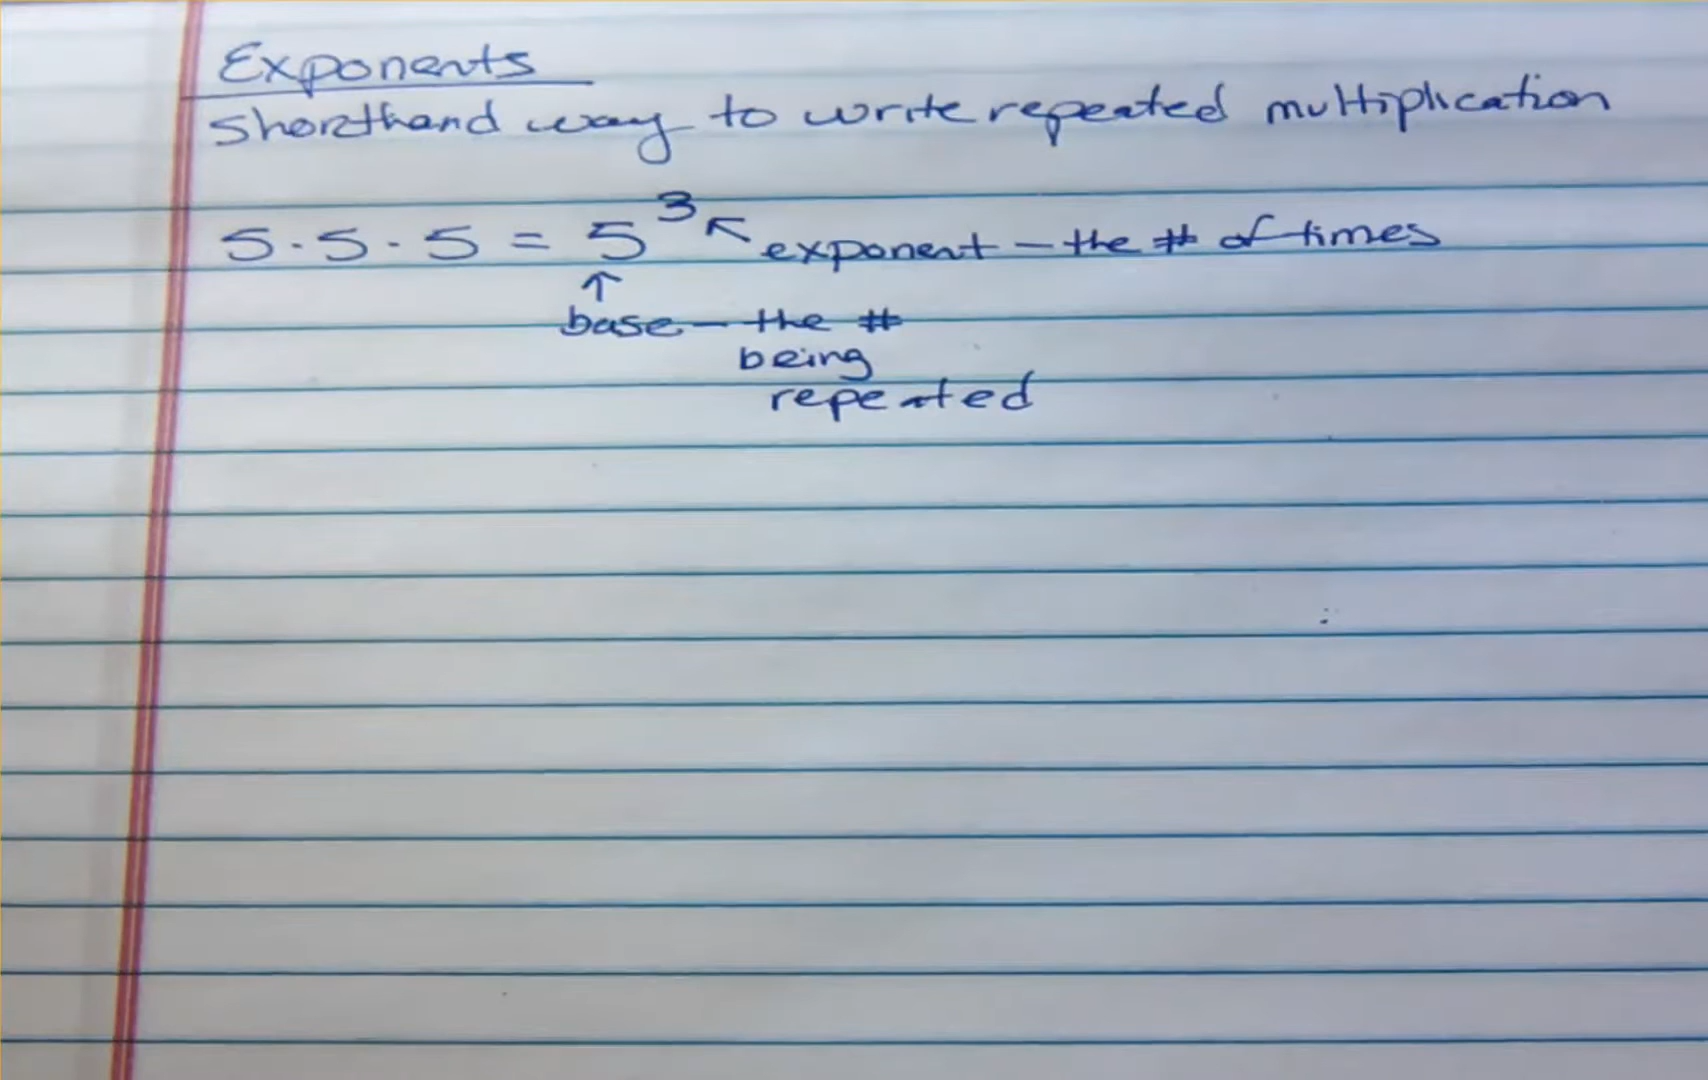 Exponents
Shorthand way to write repeated multiplication
5 · 5 · 5 = 5³ ↖ exponent – the # of times
↑
base – the #
being
repeated